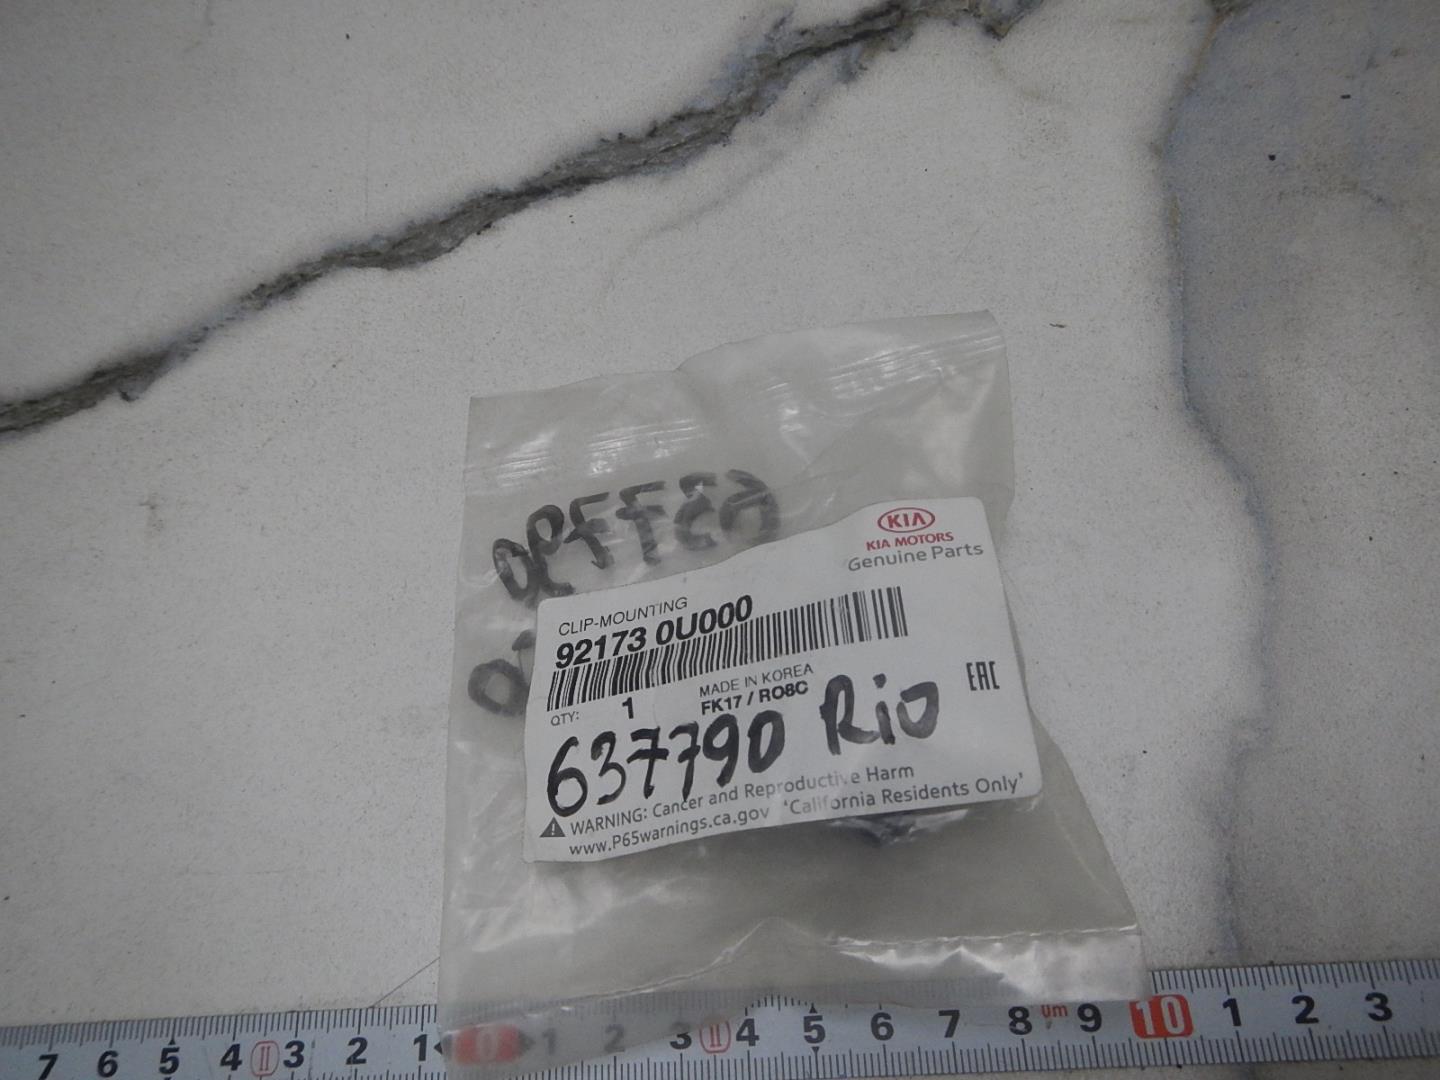 KIA
KIA MOTORS
Genuine Parts
CLIP-MOUNTING
92173 0U000
MADE IN KOREA
QTY: 1 FK17 / RO8C
EAC
637790 Rio
WARNING: Cancer and Reproductive Harm
www.P65warnings.ca.gov 'California Residents Only'
7 6 5 4 3 2 1 0 1 2 3 4 5 6 7 8 9 10 1 2 3